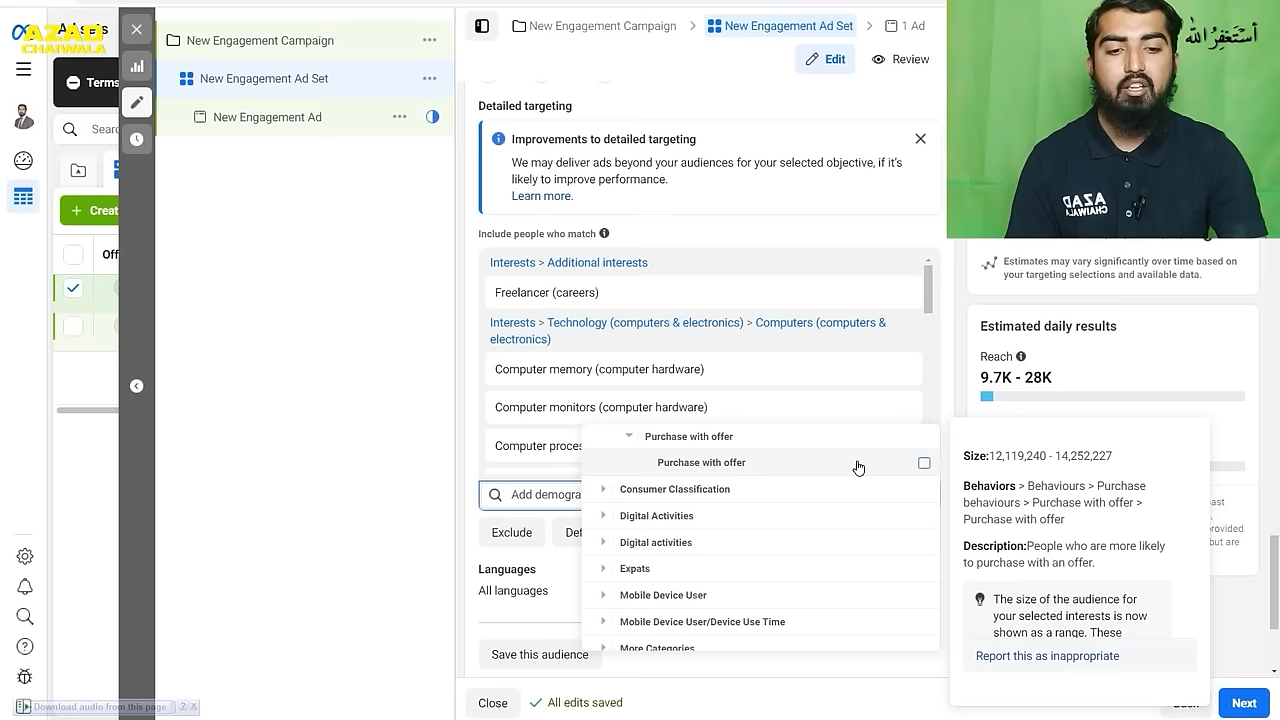 Ad sets
AZAD
CHAIWALA
New Engagement Campaign
New Engagement Ad Set
1 Ad
أستغفر الله
New Engagement Campaign
Edit
Review
Terms
New Engagement Ad Set
Detailed targeting
New Engagement Ad
Sear
Improvements to detailed targeting
We may deliver ads beyond your audiences for your selected objective, if it's
likely to improve performance.
Learn more.
Creat
AZAD
CHAIWALA
Include people who match
Off
Interests > Additional interests
Estimates may vary significantly over time based on
your targeting selections and available data.
Freelancer (careers)
Interests > Technology (computers & electronics) > Computers (computers &
electronics)
Estimated daily results
Reach
9.7K - 28K
Computer memory (computer hardware)
Computer monitors (computer hardware)
Computer proces
Purchase with offer
Purchase with offer
Size:12,119,240 - 14,252,227
Consumer Classification
Behaviors > Behaviours > Purchase
behaviours > Purchase with offer >
Purchase with offer
Add demogra
Digital Activities
ast
provided
but are
Exclude
Def
Digital activities
Description:People who are more likely
to purchase with an offer.
Languages
Expats
All languages
Mobile Device User
The size of the audience for
your selected interests is now
shown as a range. These
Mobile Device User/Device Use Time
More Categories
Save this audience
Report this as inappropriate
Close
All edits saved
Back
Next
Download audio from this page
? x